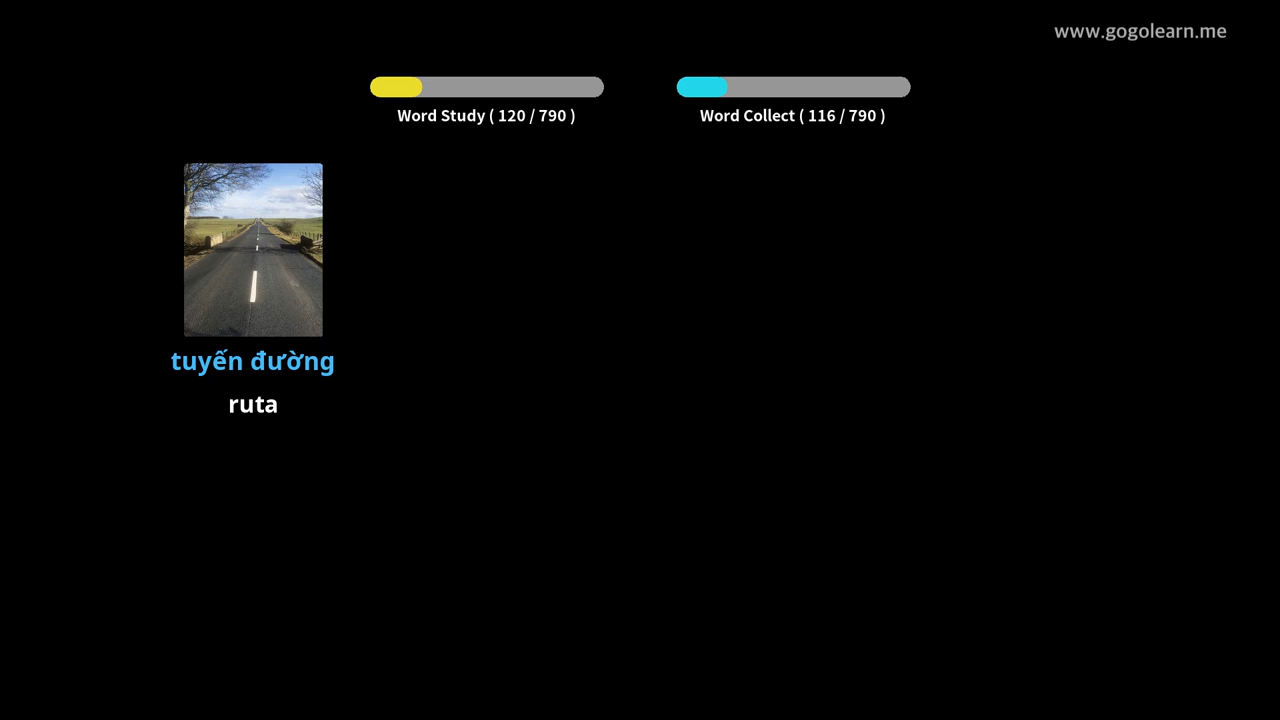 www.gogolearn.me
Word Study ( 120 / 790 )
Word Collect ( 116 / 790 )
tuyến đường
ruta